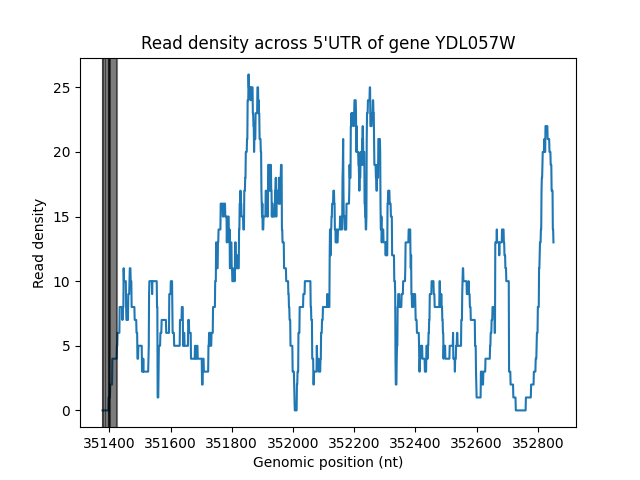 Read density across 5'UTR of gene YDL057W
25
20
15
10
5
0
Read density
351400 351600 351800 352000 352200 352400 352600 352800
Genomic position (nt)